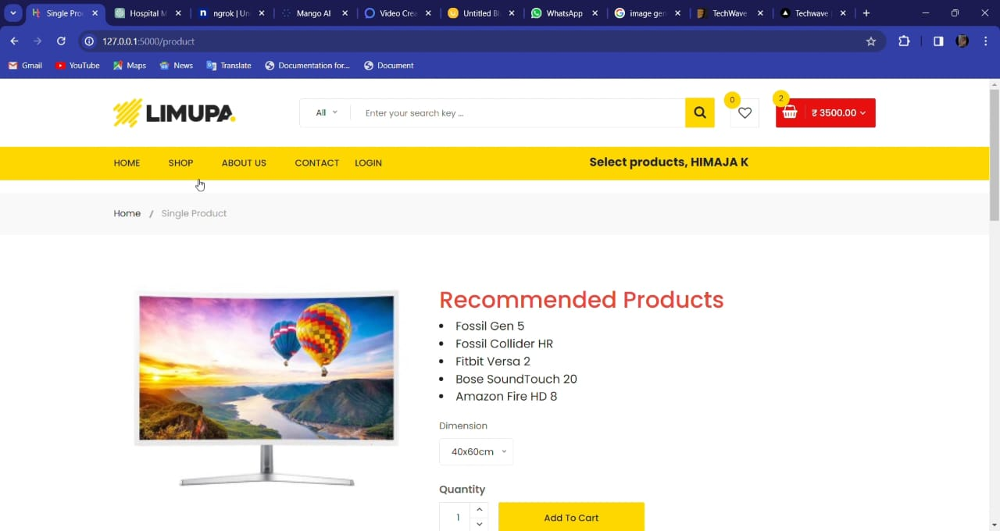 Single Pro
Hospital M
ngrok | Un
Mango AI
Video Crea
Untitled Bl
WhatsApp
image gen
TechWave
Techwave
127.0.0.1:5000/product
Gmail
YouTube
Maps
News
Translate
Documentation for...
Document
LIMUPA.
All
Enter your search key ...
0
2
₹ 3500.00
HOME
SHOP
ABOUT US
CONTACT
LOGIN
Select products, HIMAJA K
Home / Single Product
Recommended Products
• Fossil Gen 5
• Fossil Collider HR
• Fitbit Versa 2
• Bose SoundTouch 20
• Amazon Fire HD 8
Dimension
40x60cm
Quantity
1
Add To Cart